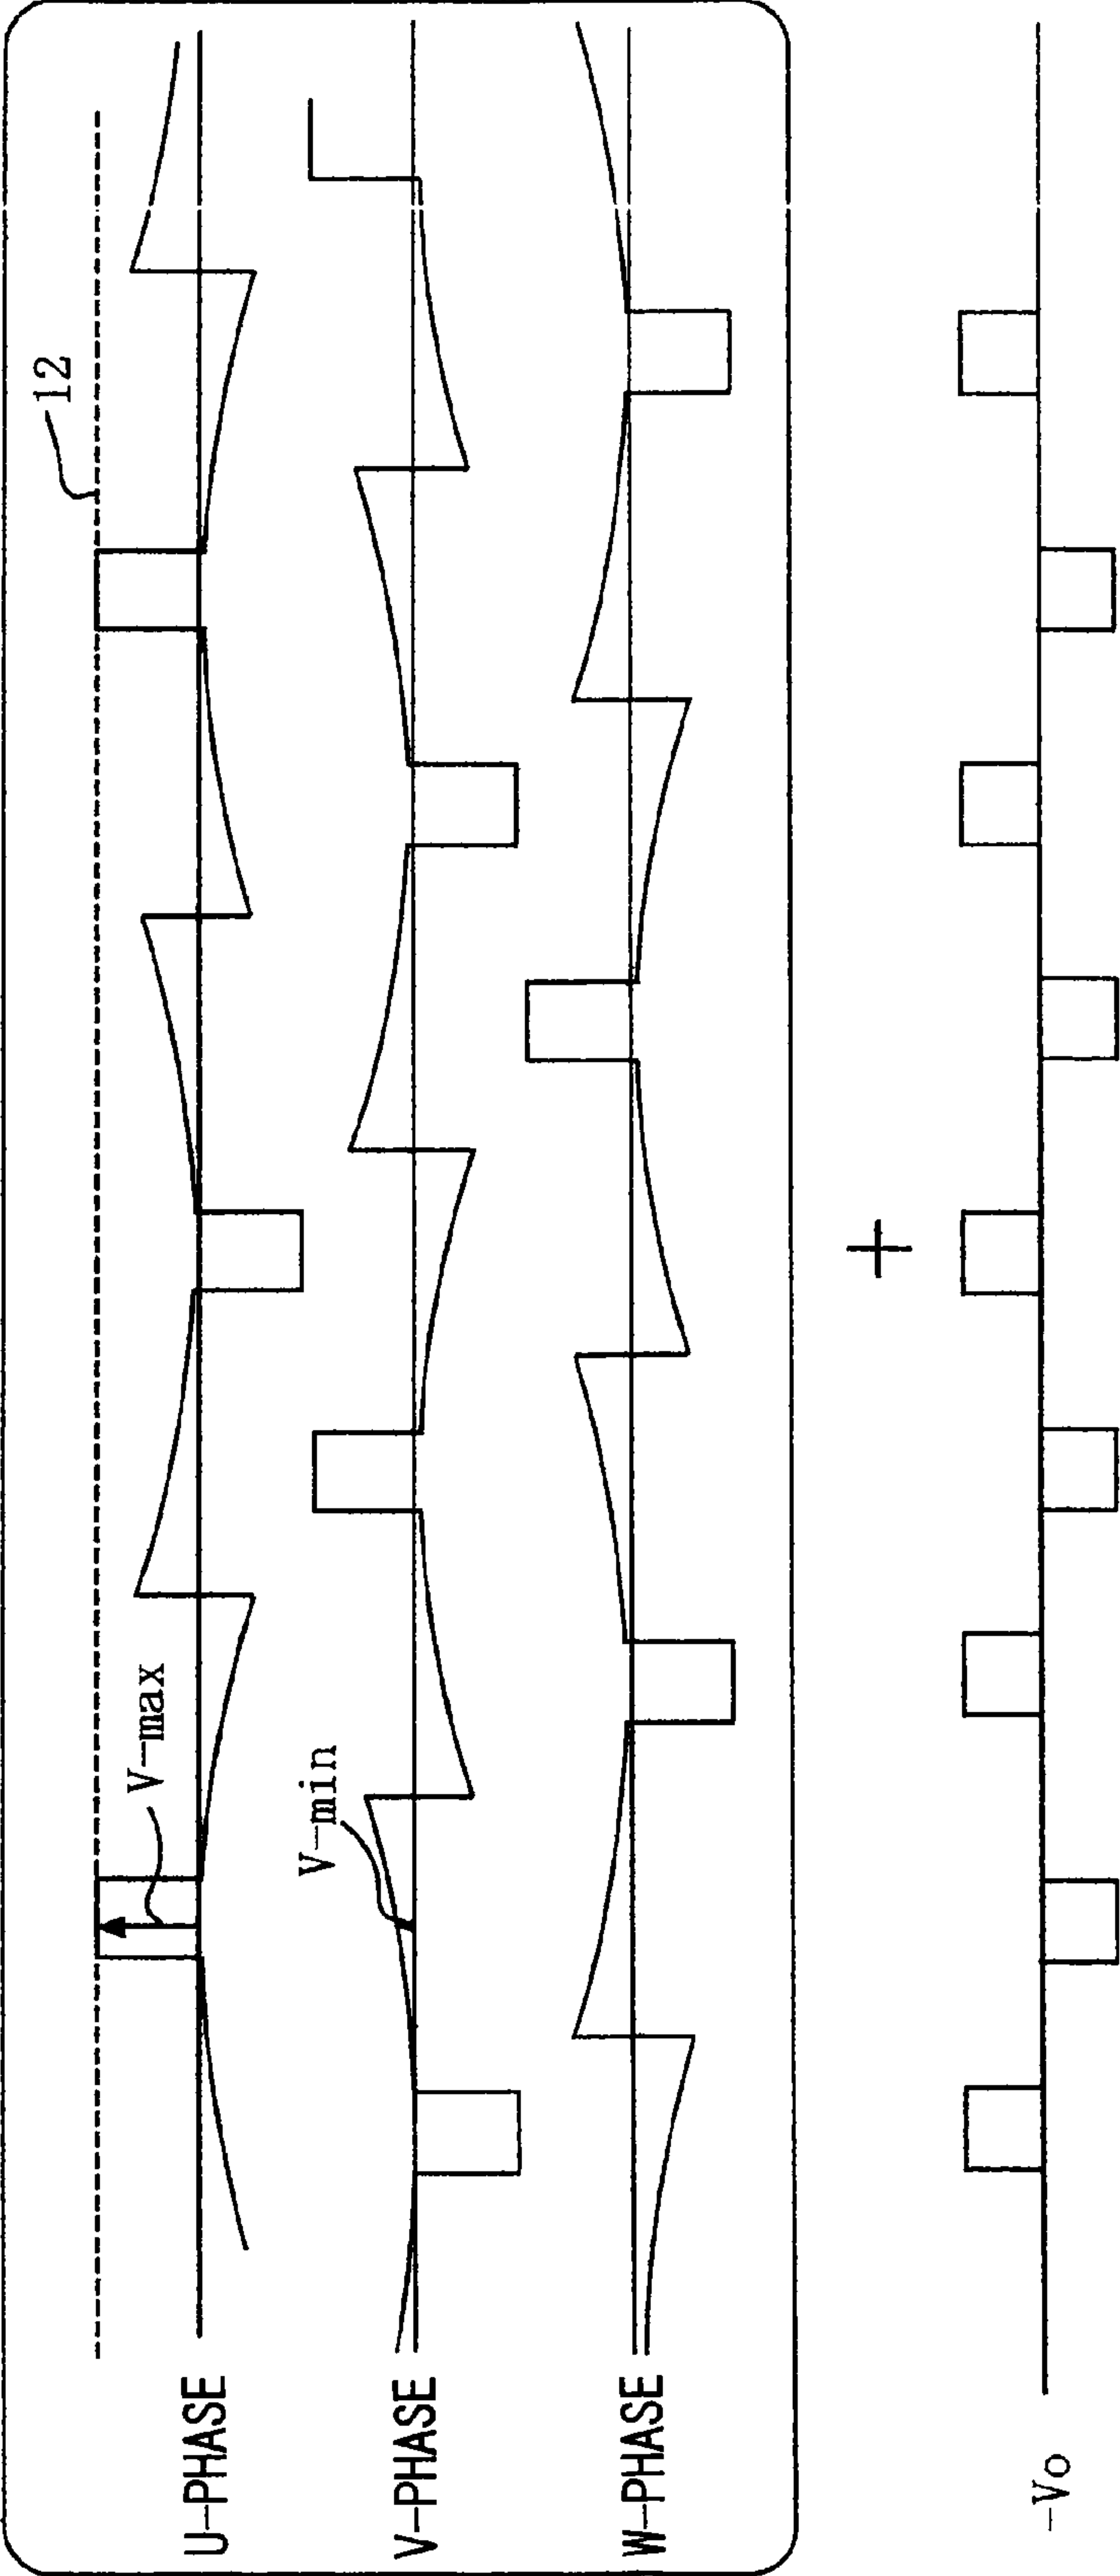 12
V-max
V-min
U-PHASE
V-PHASE
W-PHASE
+
-Vo